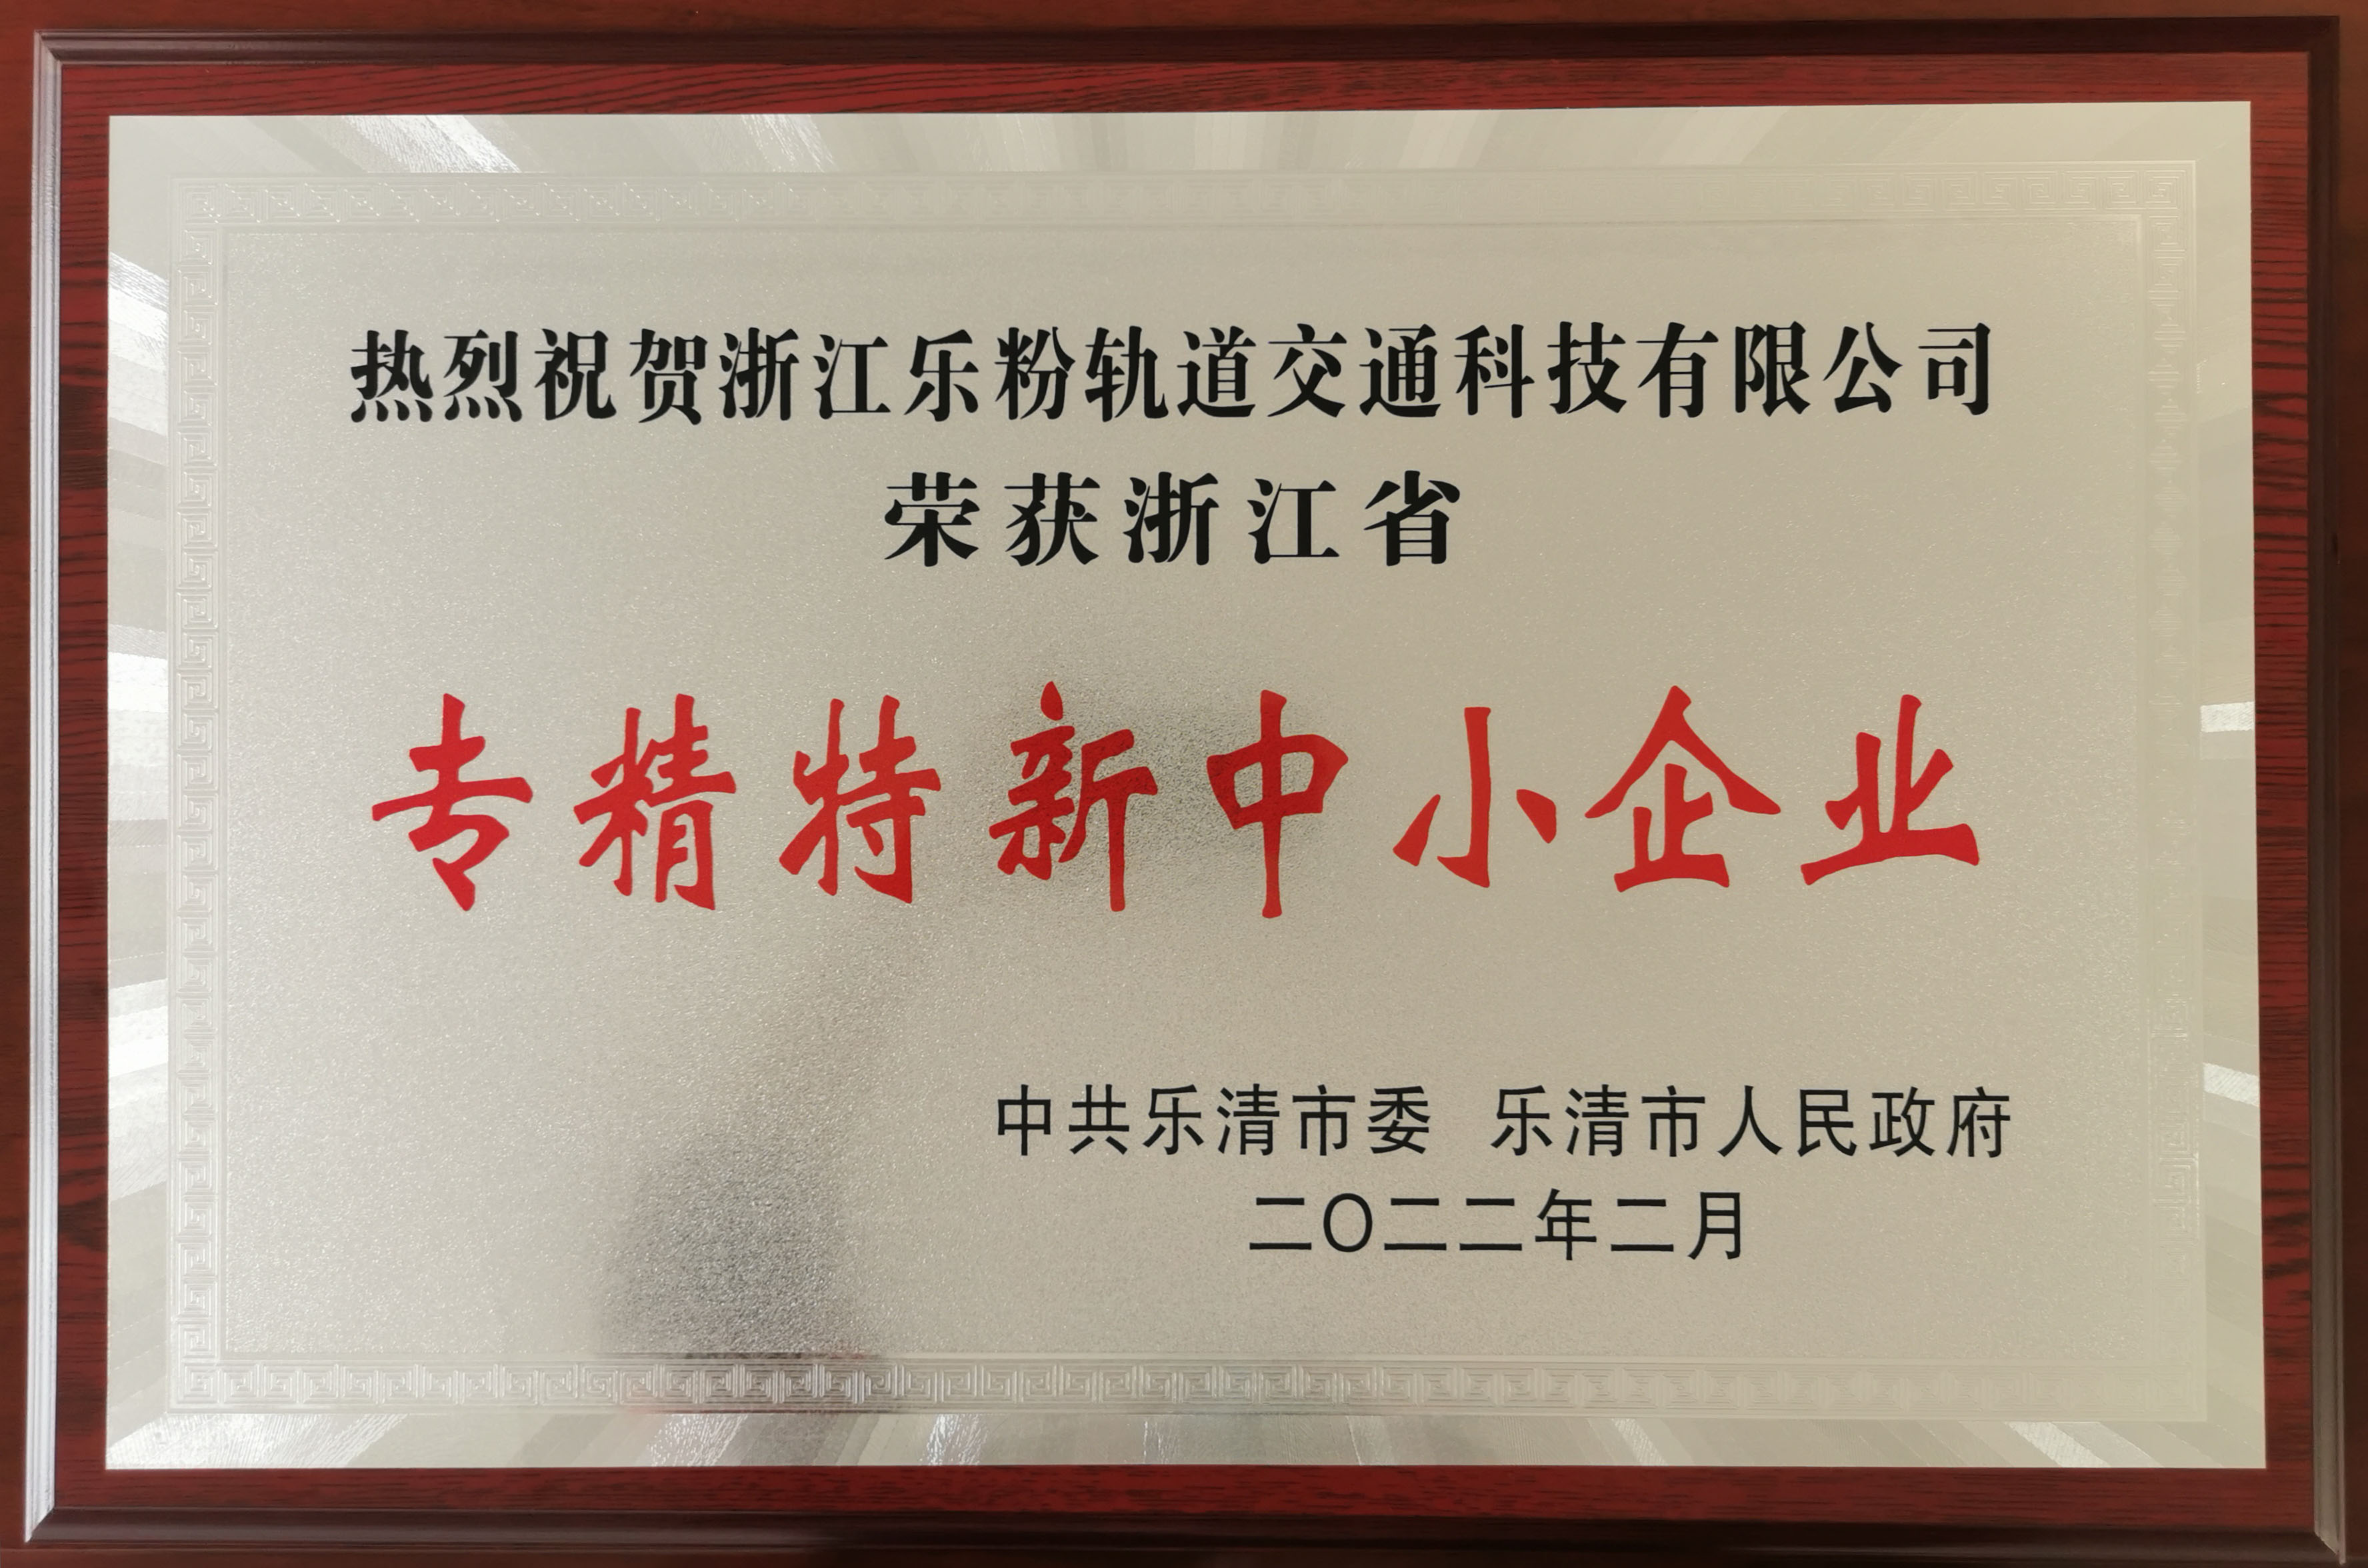 热烈祝贺浙江乐粉轨道交通科技有限公司
荣获浙江省
专精特新中小企业
中共乐清市委 乐清市人民政府
二〇二二年二月